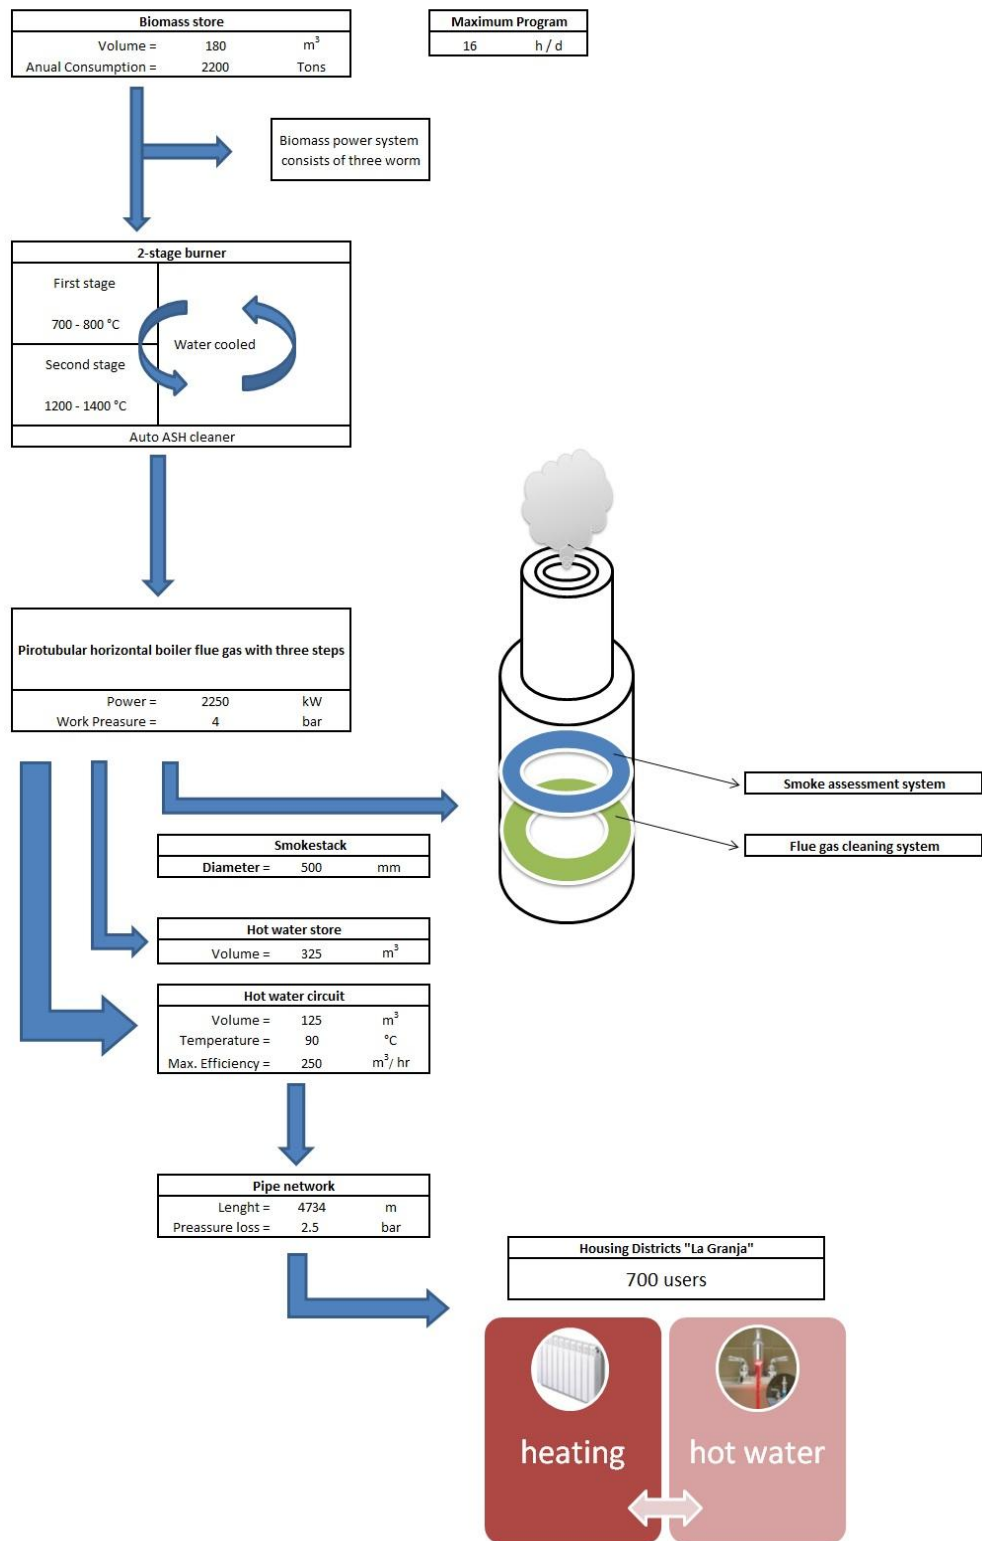 Biomass store
Volume = 180 m³
Anual Consumption = 2200 Tons
Maximum Program
16 h / d
Biomass power system
consists of three worm
2-stage burner
First stage
700 - 800 °C
Water cooled
Second stage
1200 - 1400 °C
Auto ASH cleaner
Pirotubular horizontal boiler flue gas with three steps
Power = 2250 kW
Work Preasure = 4 bar
Smoke assessment system
Flue gas cleaning system
Smokestack
Diameter = 500 mm
Hot water store
Volume = 325 m³
Hot water circuit
Volume = 125 m³
Temperature = 90 °C
Max. Efficiency = 250 m³/ hr
Pipe network
Lenght = 4734 m
Preassure loss = 2.5 bar
Housing Districts "La Granja"
700 users
heating
hot water